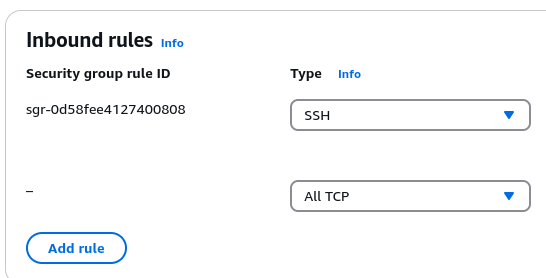 Inbound rules Info
Security group rule ID Type Info
sgr-0d58fee4127400808 SSH
– All TCP
Add rule